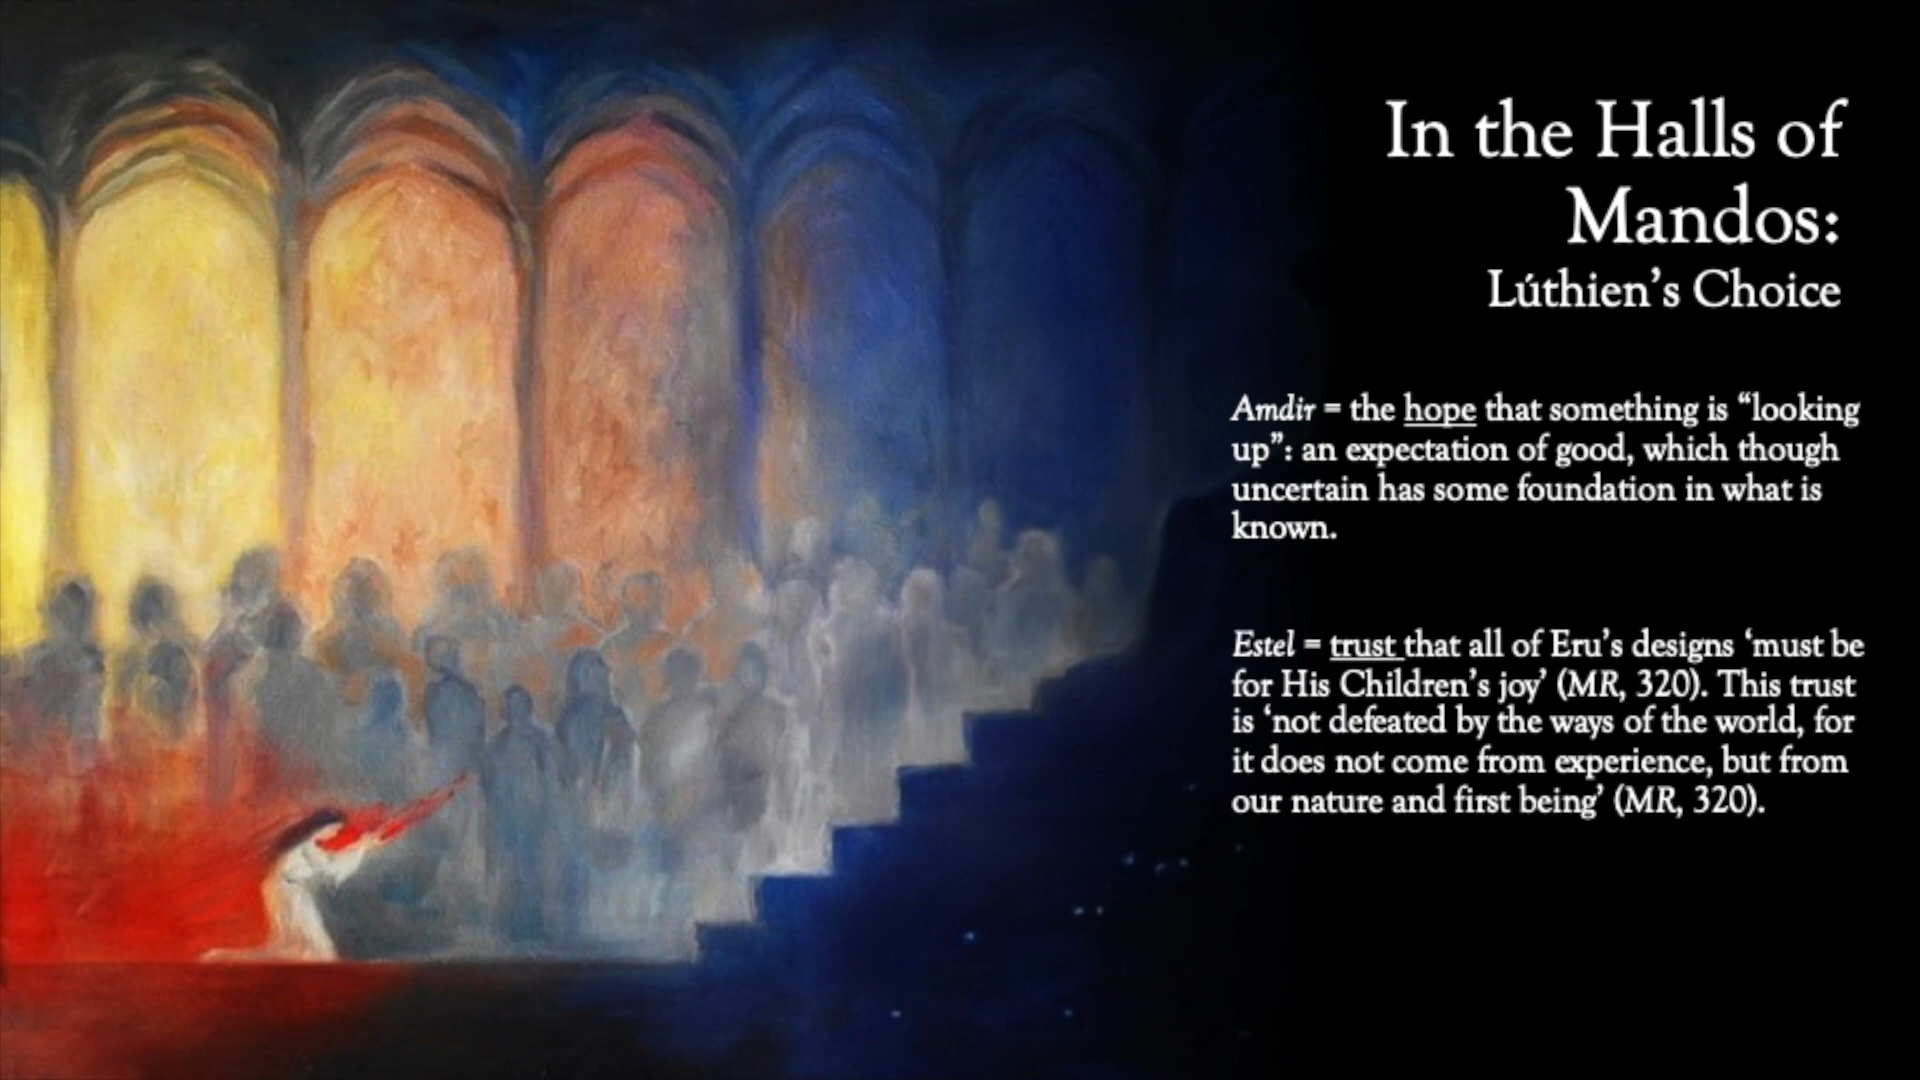 In the Halls of
Mandos:
Lúthien’s Choice
Amdir = the hope that something is “looking
up”: an expectation of good, which though
uncertain has some foundation in what is
known.
Estel = trust that all of Eru’s designs ‘must be
for His Children’s joy’ (MR, 320). This trust
is ‘not defeated by the ways of the world, for
it does not come from experience, but from
our nature and first being’ (MR, 320).